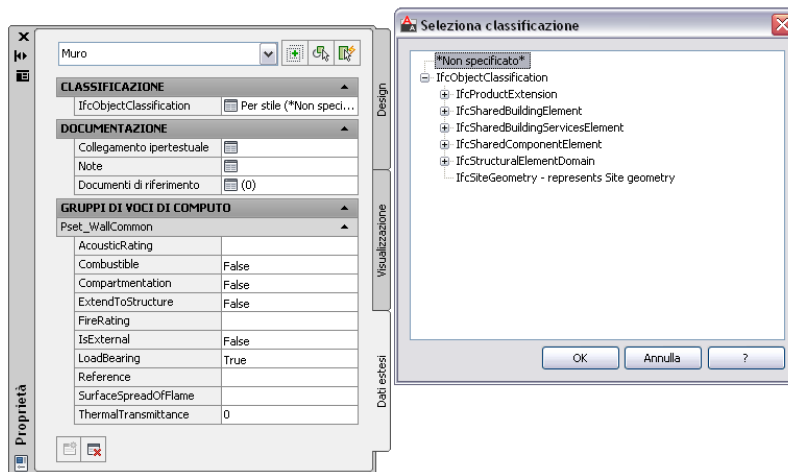 Muro
CLASSIFICAZIONE
IfcObjectClassification Per stile (*Non speci...
DOCUMENTAZIONE
Collegamento ipertestuale
Note
Documenti di riferimento (0)
GRUPPI DI VOCI DI COMPUTO
Pset_WallCommon
AcousticRating
Combustible False
Compartmentation False
ExtendToStructure False
FireRating
IsExternal False
LoadBearing True
Reference
SurfaceSpreadOfFlame
ThermalTransmittance 0
Proprietà
Design
Visualizzazione
Dati estesi
Seleziona classificazione
*Non specificato*
IfcObjectClassification
IfcProductExtension
IfcSharedBuildingElement
IfcSharedBuildingServicesElement
IfcSharedComponentElement
IfcStructuralElementDomain
IfcSiteGeometry - represents Site geometry
OK Annulla ?